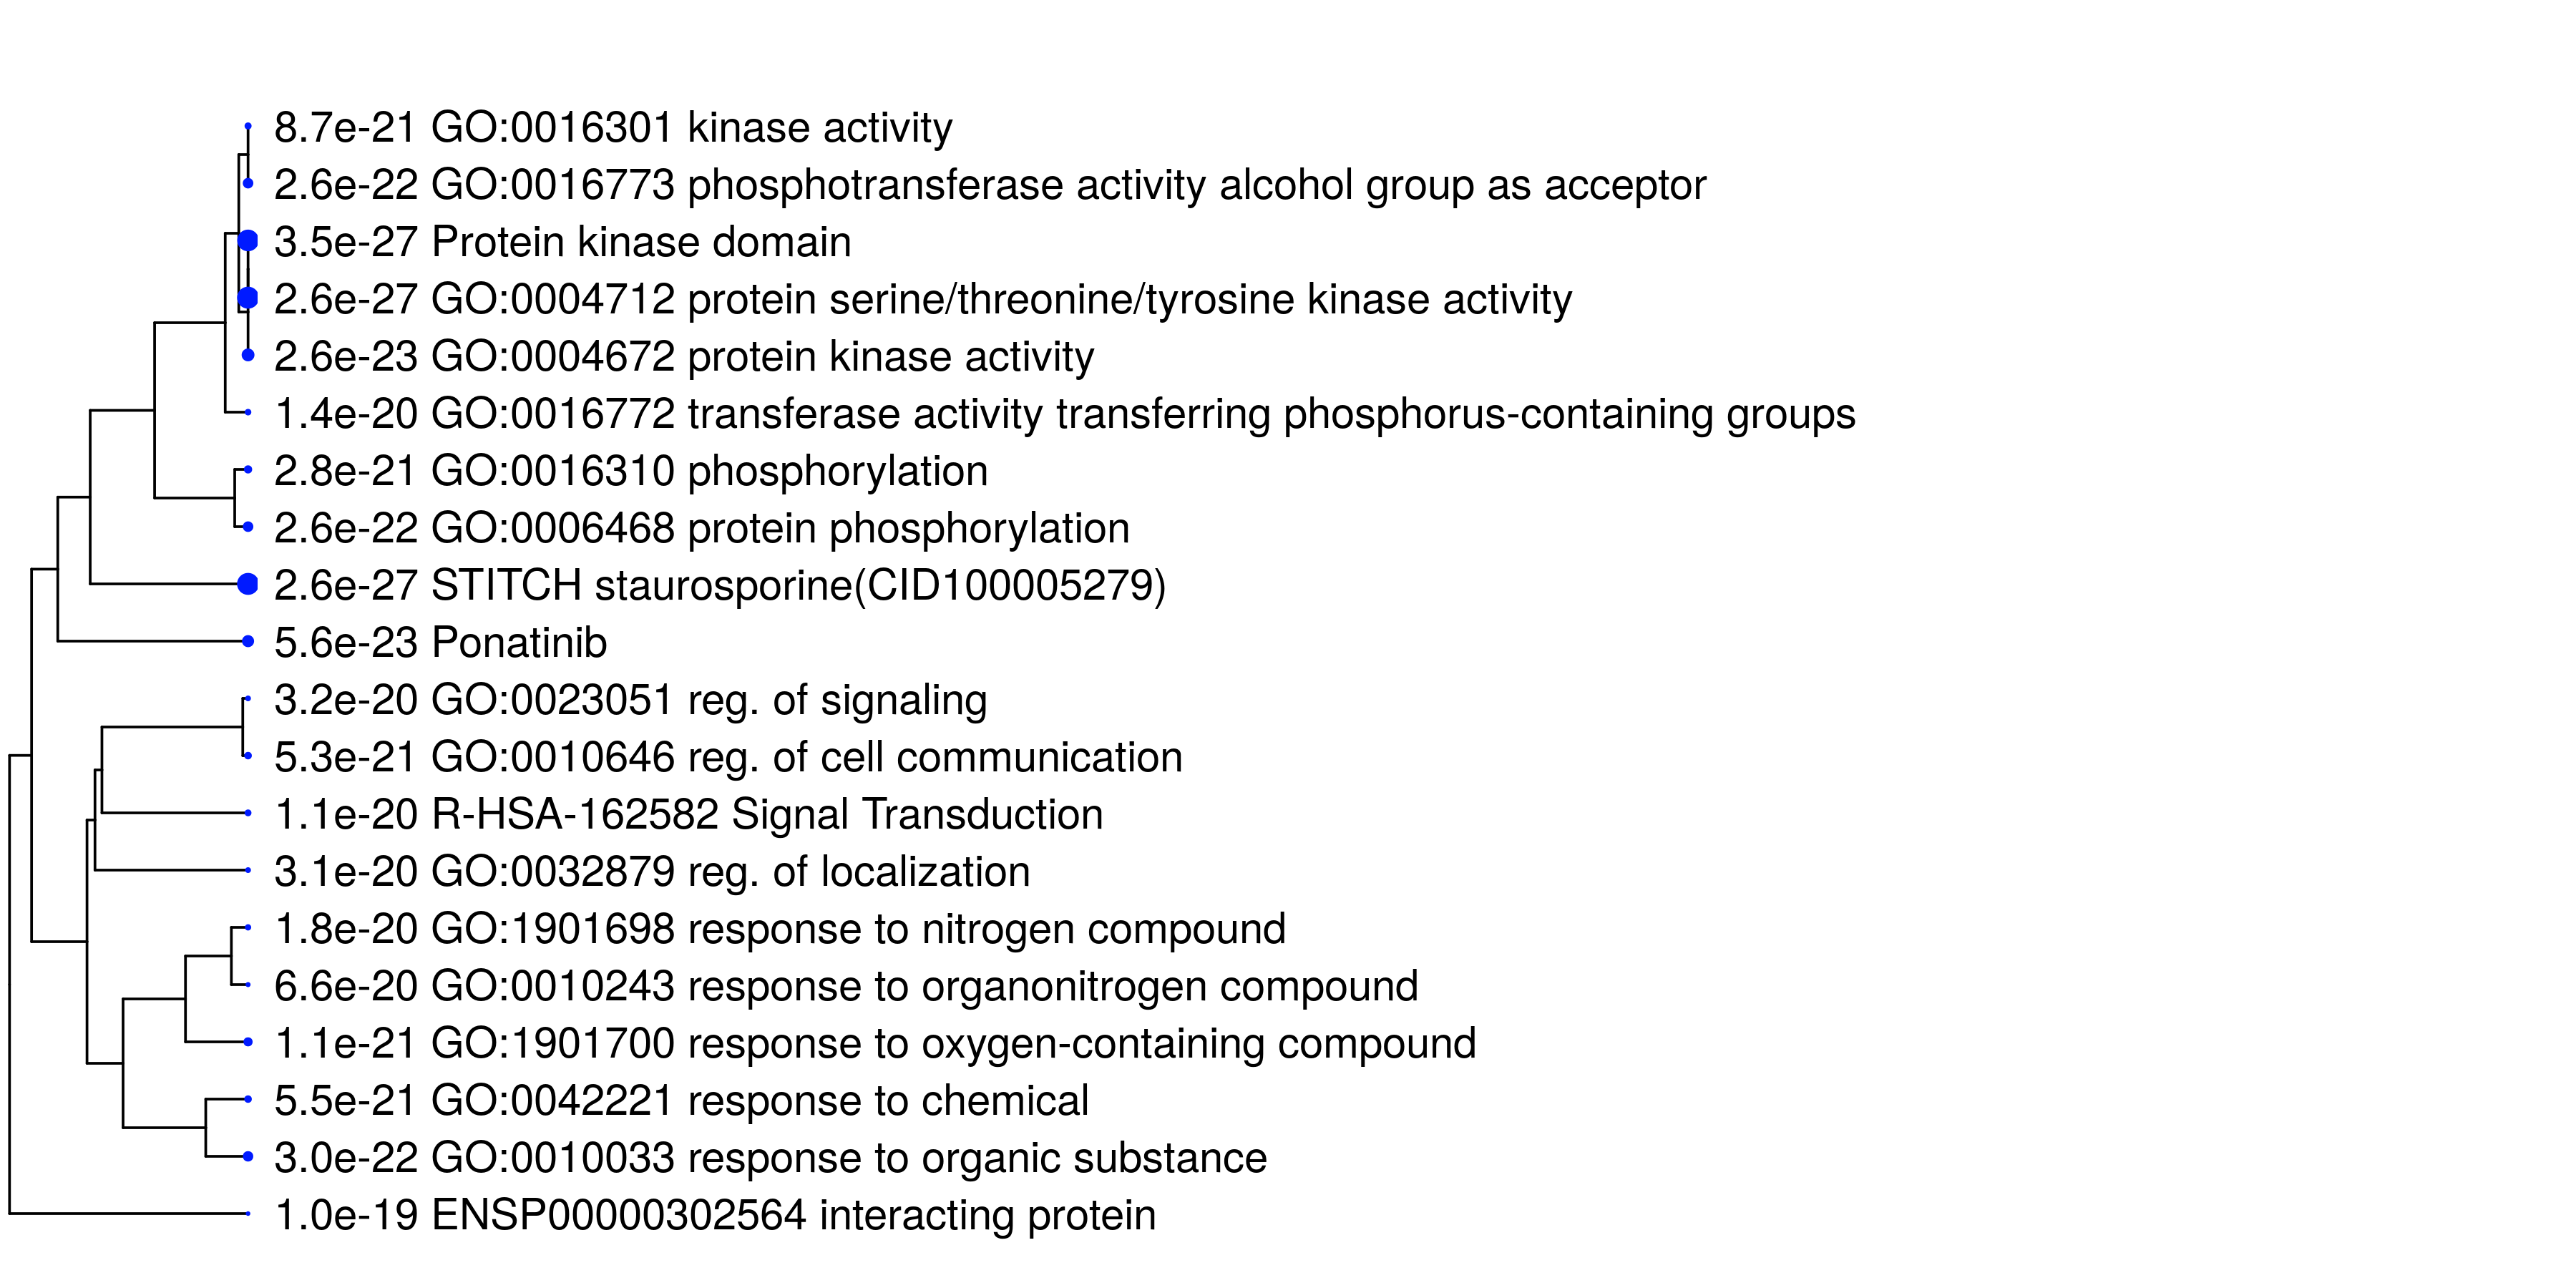 8.7e-21 GO:0016301 kinase activity
2.6e-22 GO:0016773 phosphotransferase activity alcohol group as acceptor
3.5e-27 Protein kinase domain
2.6e-27 GO:0004712 protein serine/threonine/tyrosine kinase activity
2.6e-23 GO:0004672 protein kinase activity
1.4e-20 GO:0016772 transferase activity transferring phosphorus-containing groups
2.8e-21 GO:0016310 phosphorylation
2.6e-22 GO:0006468 protein phosphorylation
2.6e-27 STITCH staurosporine(CID100005279)
5.6e-23 Ponatinib
3.2e-20 GO:0023051 reg. of signaling
5.3e-21 GO:0010646 reg. of cell communication
1.1e-20 R-HSA-162582 Signal Transduction
3.1e-20 GO:0032879 reg. of localization
1.8e-20 GO:1901698 response to nitrogen compound
6.6e-20 GO:0010243 response to organonitrogen compound
1.1e-21 GO:1901700 response to oxygen-containing compound
5.5e-21 GO:0042221 response to chemical
3.0e-22 GO:0010033 response to organic substance
1.0e-19 ENSP00000302564 interacting protein